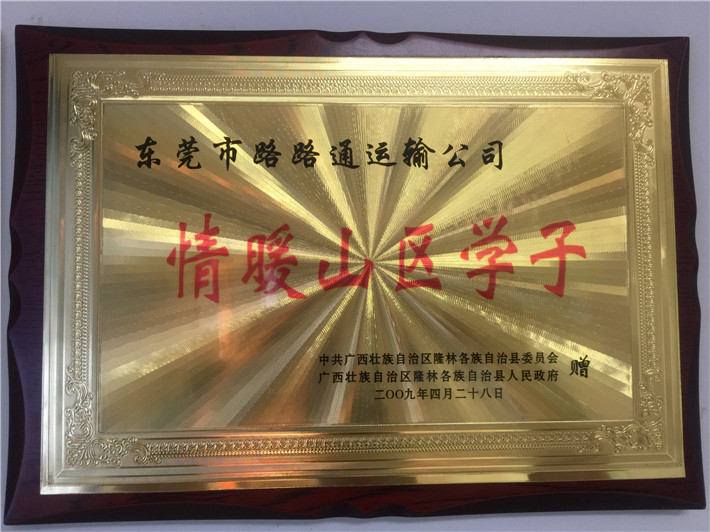 东莞市路路通运输公司
情暖山区学子
中共广西壮族自治区隆林各族自治县委员会
广西壮族自治区隆林各族自治县人民政府
赠
二〇〇九年四月二十八日